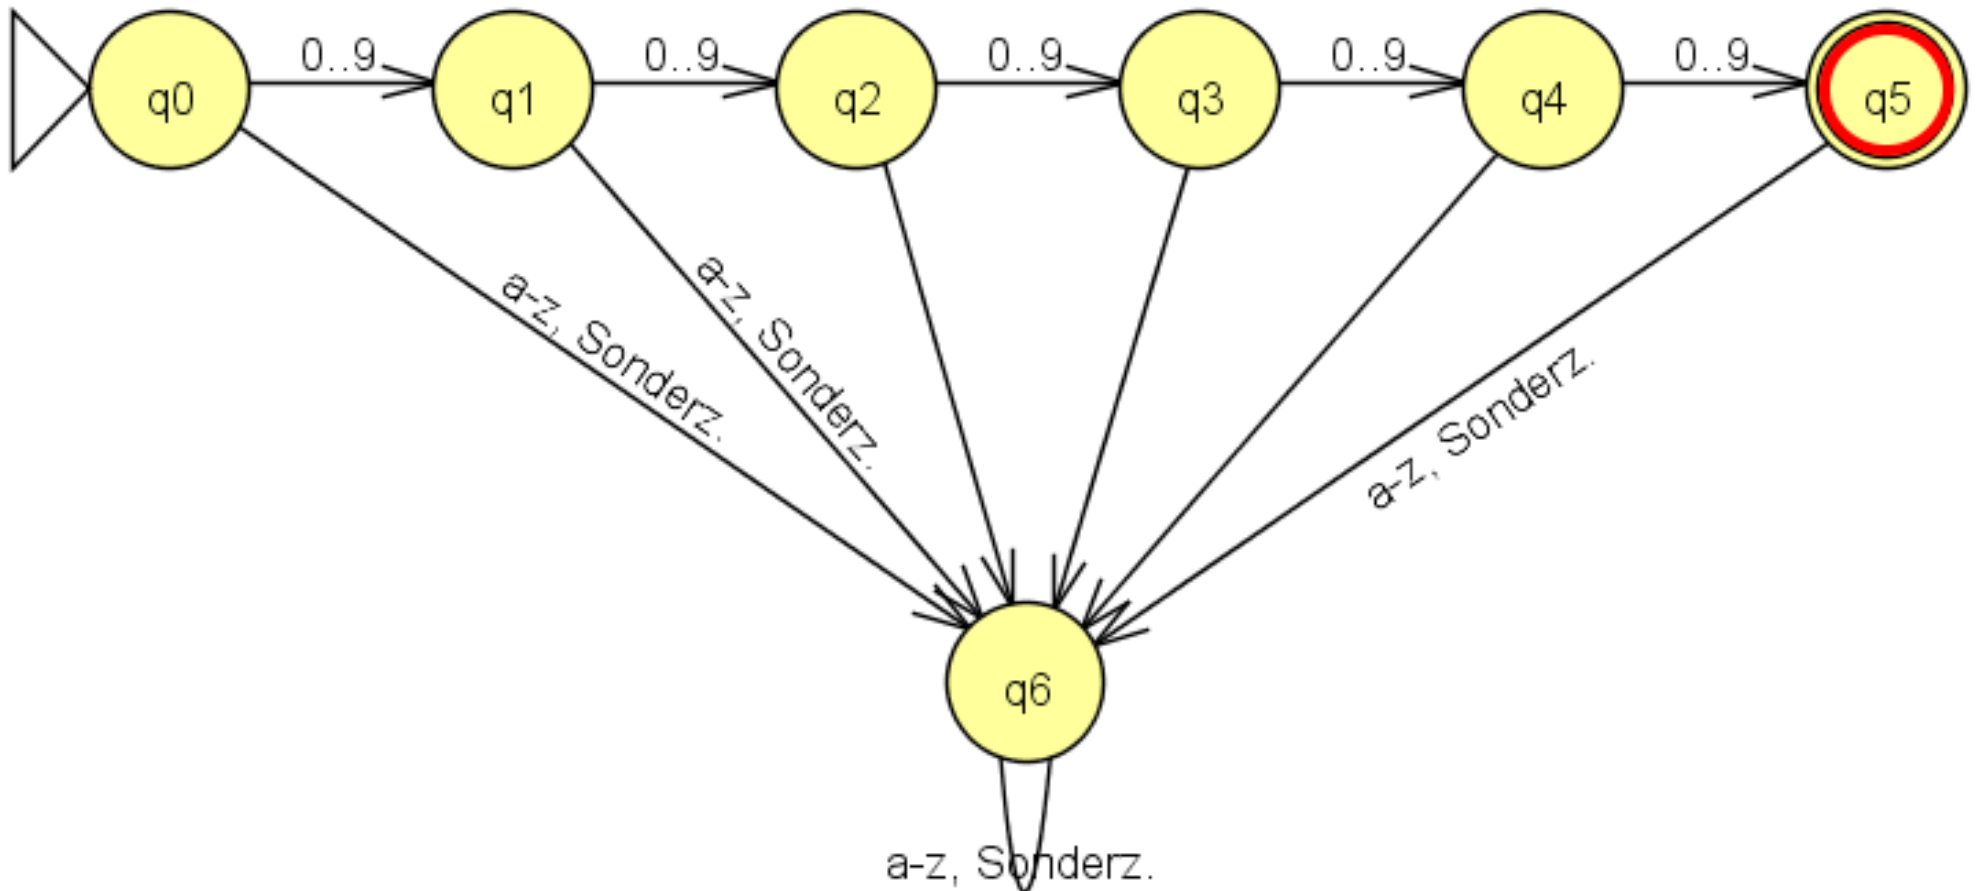 0..9 0..9 0..9 0..9 0..9
q0 q1 q2 q3 q4 q5
a-z, Sonderz.
a-z, Sonderz.
a-z, Sonderz.
q6
a-z, Sonderz.